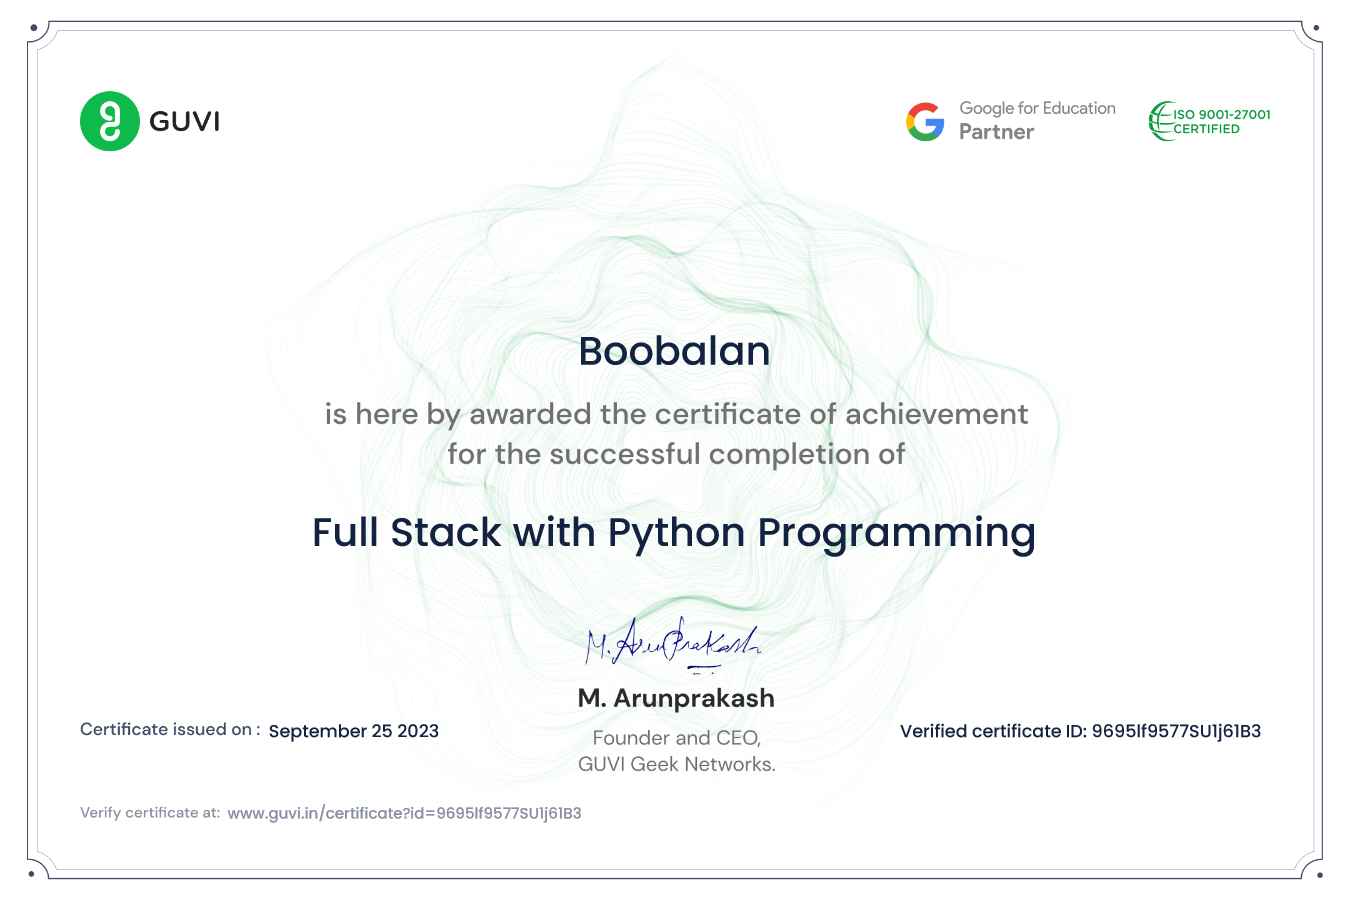 GUVI
Google for Education
Partner
ISO 9001-27001
CERTIFIED
Boobalan
is here by awarded the certificate of achievement
for the successful completion of
Full Stack with Python Programming
M. ArunPrakash
M. Arunprakash
Founder and CEO,
GUVI Geek Networks.
Certificate issued on : September 25 2023
Verified certificate ID: 9695lf9577SU1j61B3
Verify certificate at: www.guvi.in/certificate?id=9695lf9577SU1j61B3